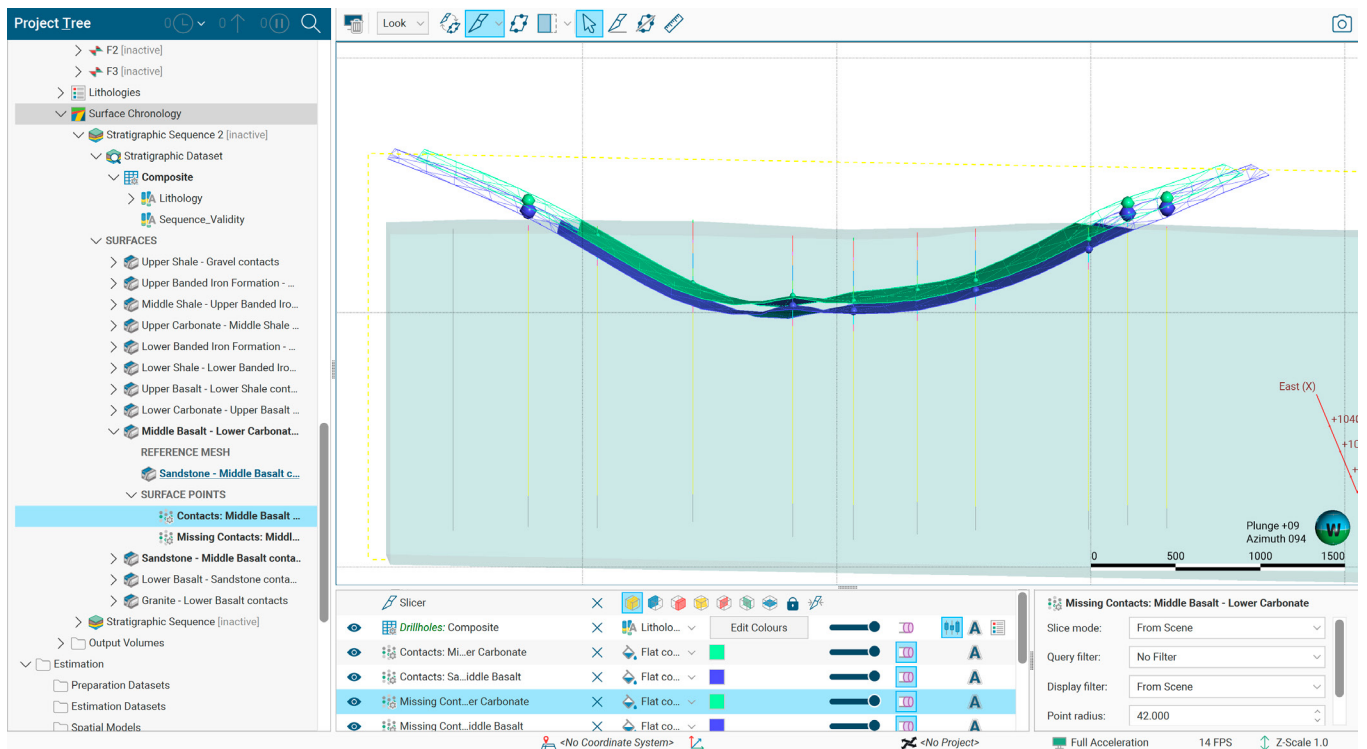 Project Tree
0
0
0
Look
F2 [inactive]
F3 [inactive]
Lithologies
Surface Chronology
Stratigraphic Sequence 2 [inactive]
Stratigraphic Dataset
Composite
Lithology
Sequence_Validity
SURFACES
Upper Shale - Gravel contacts
Upper Banded Iron Formation - ...
Middle Shale - Upper Banded Iro...
Upper Carbonate - Middle Shale ...
Lower Banded Iron Formation - ...
Lower Shale - Lower Banded Iro...
Upper Basalt - Lower Shale cont...
Lower Carbonate - Upper Basalt ...
Middle Basalt - Lower Carbonat...
REFERENCE MESH
Sandstone - Middle Basalt c...
SURFACE POINTS
Contacts: Middle Basalt ...
Missing Contacts: Middl...
Sandstone - Middle Basalt conta..
Lower Basalt - Sandstone conta...
Granite - Lower Basalt contacts
Stratigraphic Sequence [inactive]
Output Volumes
Estimation
Preparation Datasets
Estimation Datasets
Spatial Models
East (X)
+1040
Plunge +09
Azimuth 094
W
0 500 1000 1500
Slicer
Drillholes: Composite Litholo... Edit Colours A
Contacts: Mi...er Carbonate Flat co... A
Contacts: Sa...iddle Basalt Flat co... A
Missing Cont...er Carbonate Flat co... A
Missing Cont...iddle Basalt Flat co... A
Missing Contacts: Middle Basalt - Lower Carbonate
Slice mode: From Scene
Query filter: No Filter
Display filter: From Scene
Point radius: 42.000
<No Coordinate System>
<No Project>
Full Acceleration
14 FPS
Z-Scale 1.0